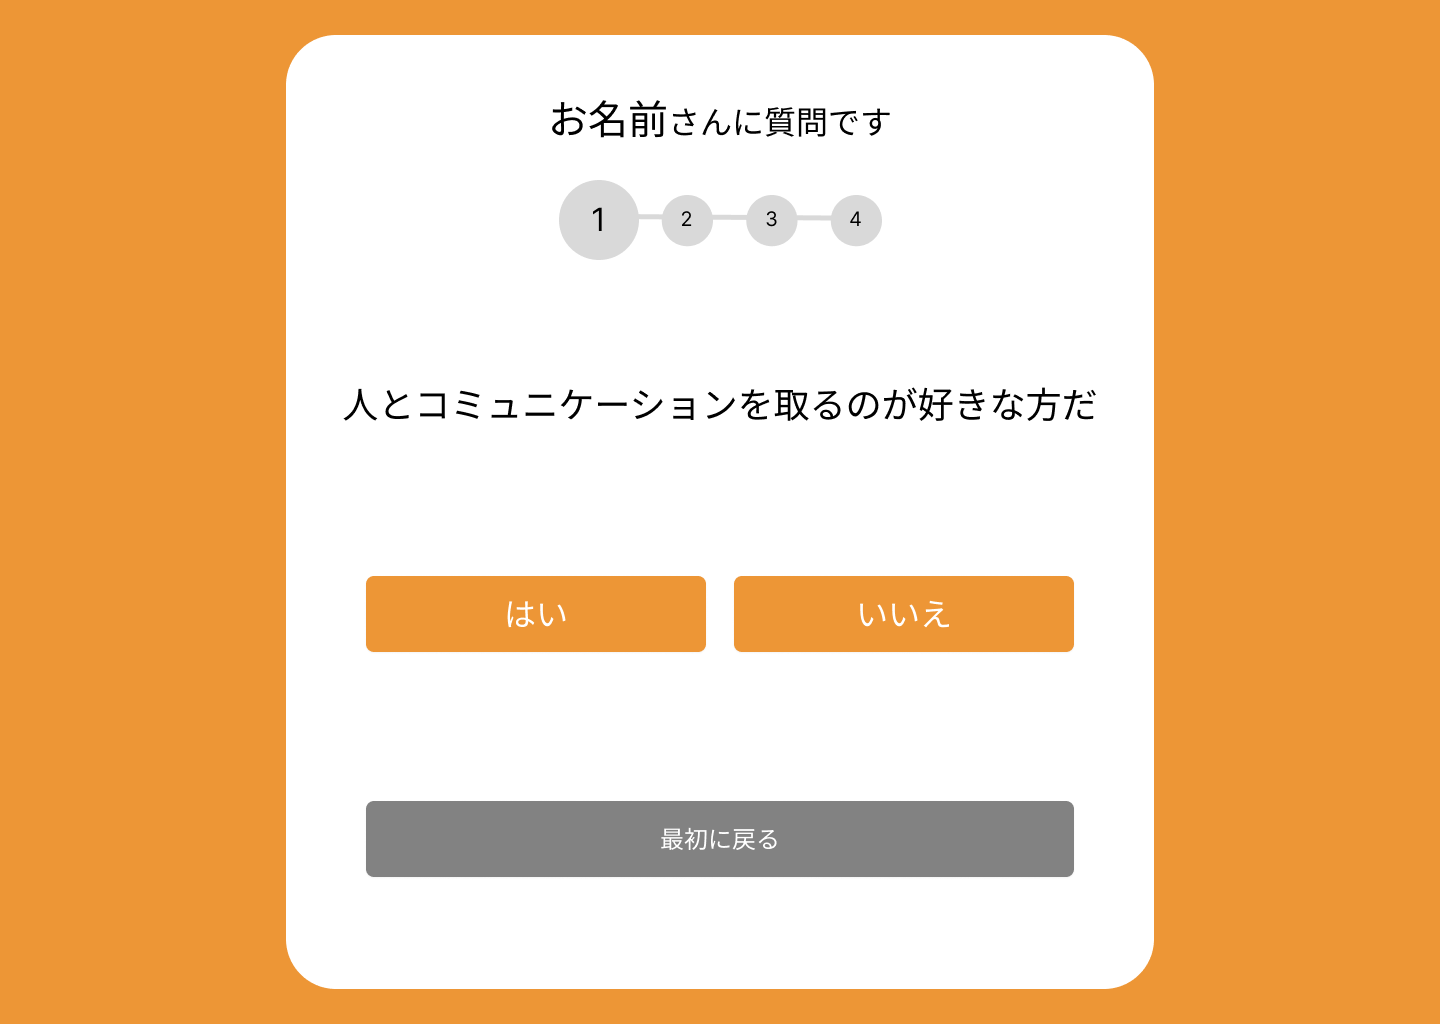 お名前さんに質問です
1 2 3 4
人とコミュニケーションを取るのが好きな方だ
はい いいえ
最初に戻る